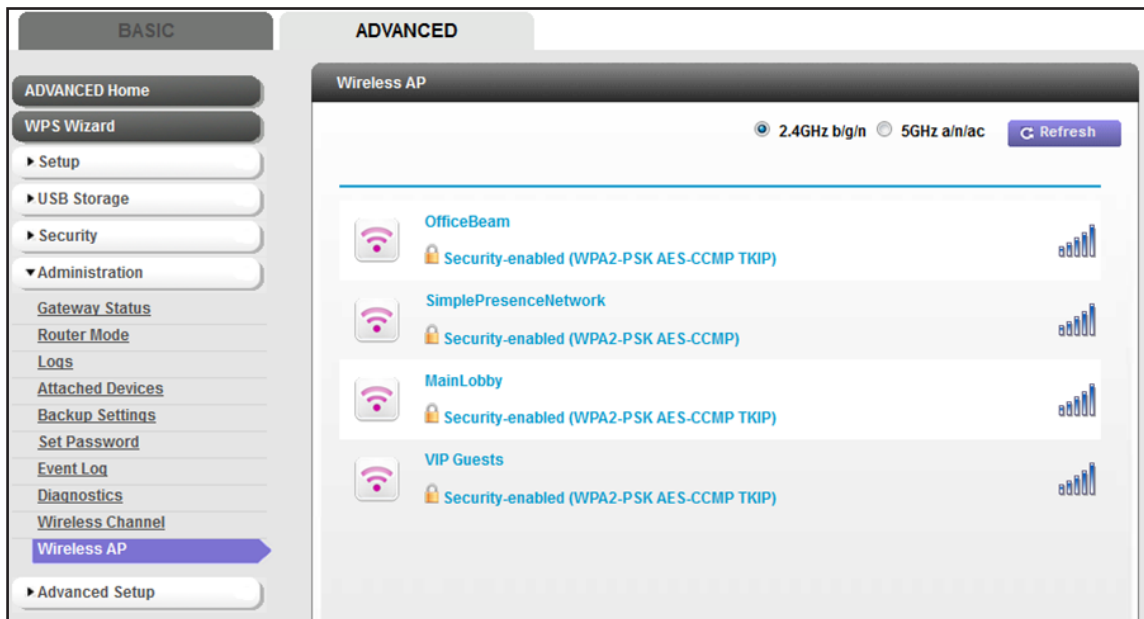 BASIC
ADVANCED
ADVANCED Home
WPS Wizard
Setup
USB Storage
Security
Administration
Gateway Status
Router Mode
Logs
Attached Devices
Backup Settings
Set Password
Event Log
Diagnostics
Wireless Channel
Wireless AP
Advanced Setup
Wireless AP
2.4GHz b/g/n 5GHz a/n/ac Refresh
OfficeBeam
Security-enabled (WPA2-PSK AES-CCMP TKIP)
SimplePresenceNetwork
Security-enabled (WPA2-PSK AES-CCMP)
MainLobby
Security-enabled (WPA2-PSK AES-CCMP TKIP)
VIP Guests
Security-enabled (WPA2-PSK AES-CCMP TKIP)